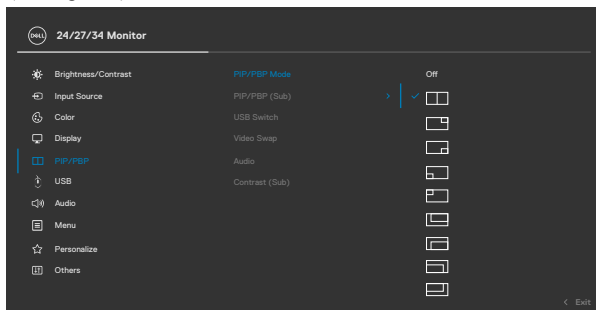 DELL
24/27/34 Monitor
Brightness/Contrast
Input Source
Color
Display
PIP/PBP
USB
Audio
Menu
Personalize
Others
PIP/PBP Mode
PIP/PBP (Sub)
USB Switch
Video Swap
Audio
Contrast (Sub)
Off
Exit